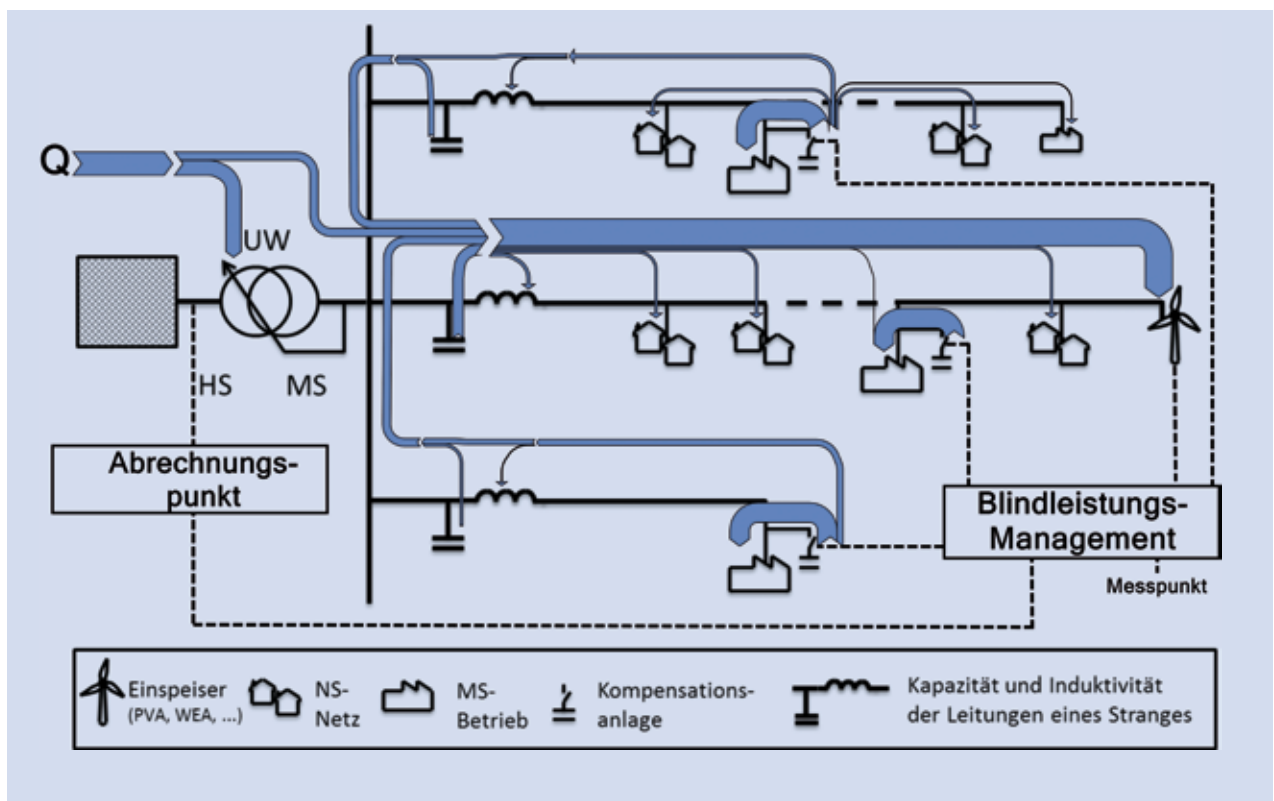 Q
UW
HS
MS
Abrechnungs-
punkt
Blindleistungs-
Management
Messpunkt
Einspeiser
(PVA, WEA, ...)
NS-
Netz
MS-
Betrieb
Kompensations-
anlage
Kapazität und Induktivität
der Leitungen eines Stranges